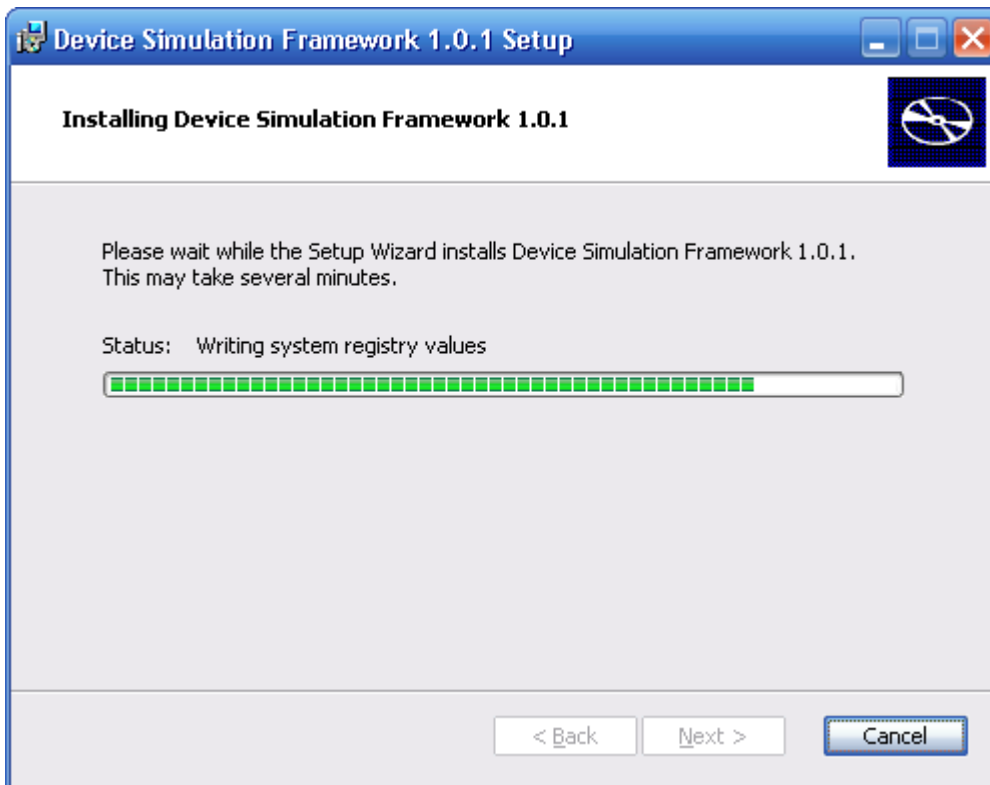 Device Simulation Framework 1.0.1 Setup
Installing Device Simulation Framework 1.0.1
Please wait while the Setup Wizard installs Device Simulation Framework 1.0.1.
This may take several minutes.
Status: Writing system registry values
< Back Next > Cancel